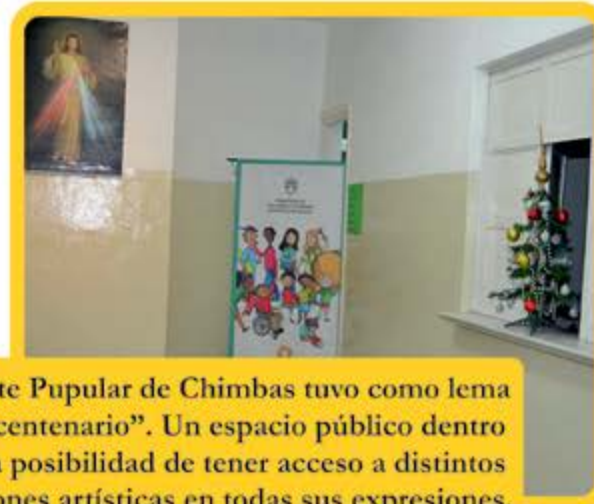 te Pupular de Chimbas tuvo como lema
centenario”. Un espacio público dentro
posibilidad de tener acceso a distintos
ones artísticas en todas sus expresiones